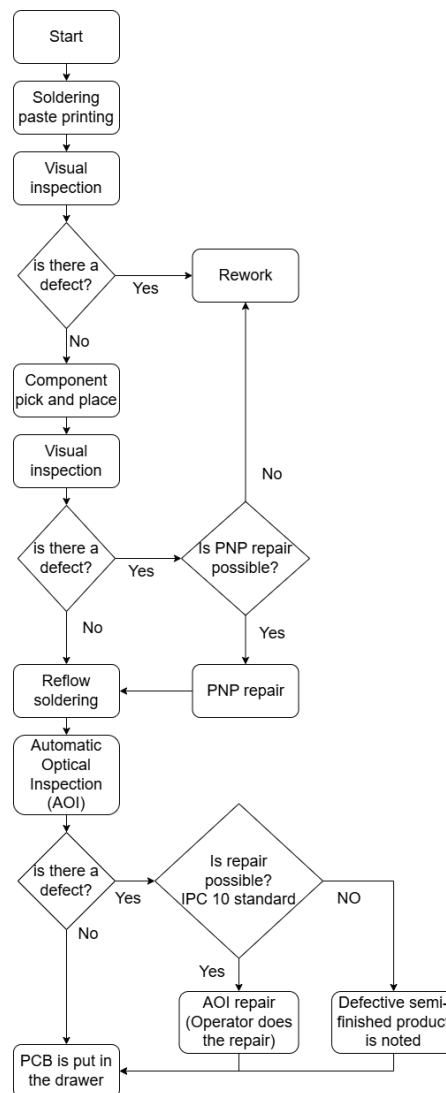 Start
Soldering
paste printing
Visual
inspection
is there a
defect?
Yes
Rework
No
Component
pick and place
Visual
inspection
No
is there a
defect?
Yes
Is PNP repair
possible?
No
Yes
Reflow
soldering
PNP repair
Automatic
Optical
Inspection
(AOI)
is there a
defect?
Yes
Is repair
possible?
IPC 10 standard
NO
No
Yes
AOI repair
(Operator does
the repair)
Defective semi-
finished product
is noted
PCB is put in
the drawer